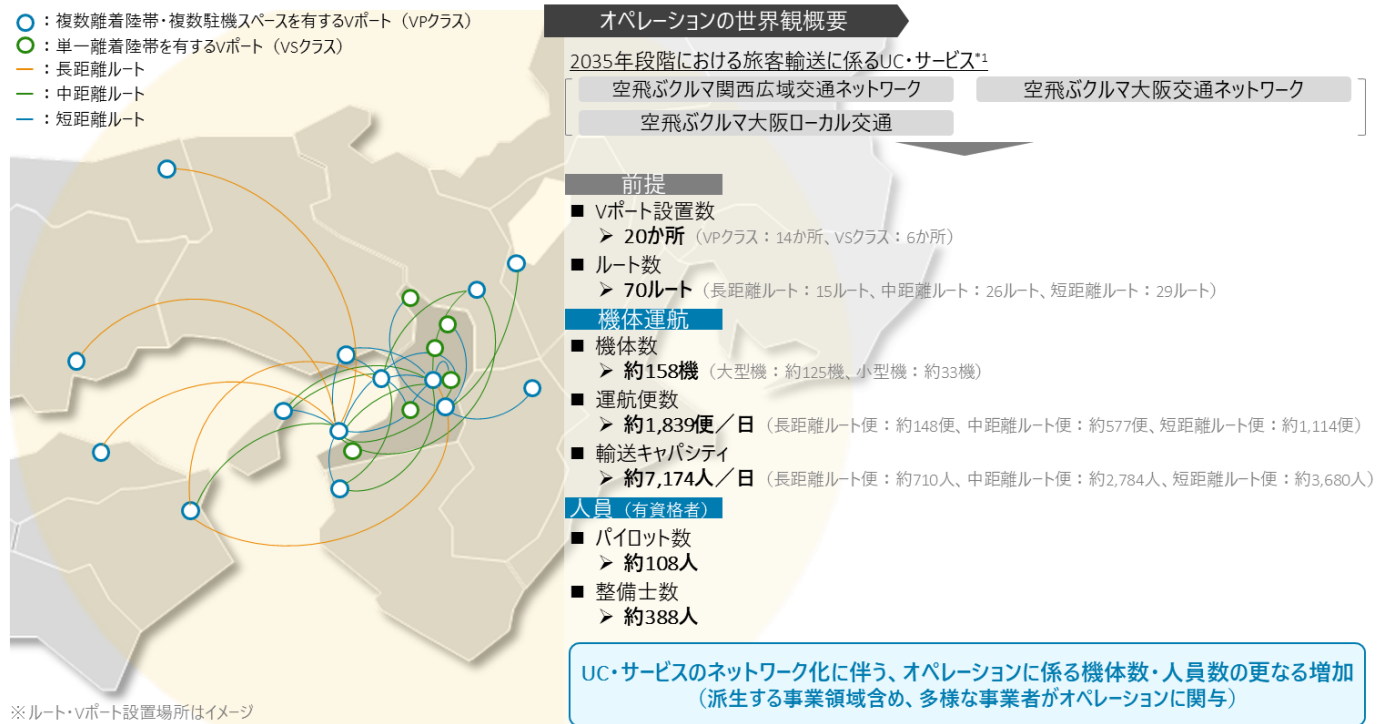 ：複数離着陸帯・複数駐機スペースを有するVポート（VPクラス）
：単一離着陸帯を有するVポート（VSクラス）
：長距離ルート
：中距離ルート
：短距離ルート
※ルート・Vポート設置場所はイメージ
オペレーションの世界観概要
2035年段階における旅客輸送に係るUC・サービス*1
空飛ぶクルマ関西広域交通ネットワーク
空飛ぶクルマ大阪交通ネットワーク
空飛ぶクルマ大阪ローカル交通
前提
■ Vポート設置数
➢ 20か所（VPクラス：14か所、VSクラス：6か所）
■ ルート数
➢ 70ルート（長距離ルート：15ルート、中距離ルート：26ルート、短距離ルート：29ルート）
機体運航
■ 機体数
➢ 約158機（大型機：約125機、小型機：約33機）
■ 運航便数
➢ 約1,839便／日（長距離ルート便：約148便、中距離ルート便：約577便、短距離ルート便：約1,114便）
■ 輸送キャパシティ
➢ 約7,174人／日（長距離ルート便：約710人、中距離ルート便：約2,784人、短距離ルート便：約3,680人）
人員（有資格者）
■ パイロット数
➢ 約108人
■ 整備士数
➢ 約388人
UC・サービスのネットワーク化に伴う、オペレーションに係る機体数・人員数の更なる増加
（派生する事業領域含め、多様な事業者がオペレーションに関与）